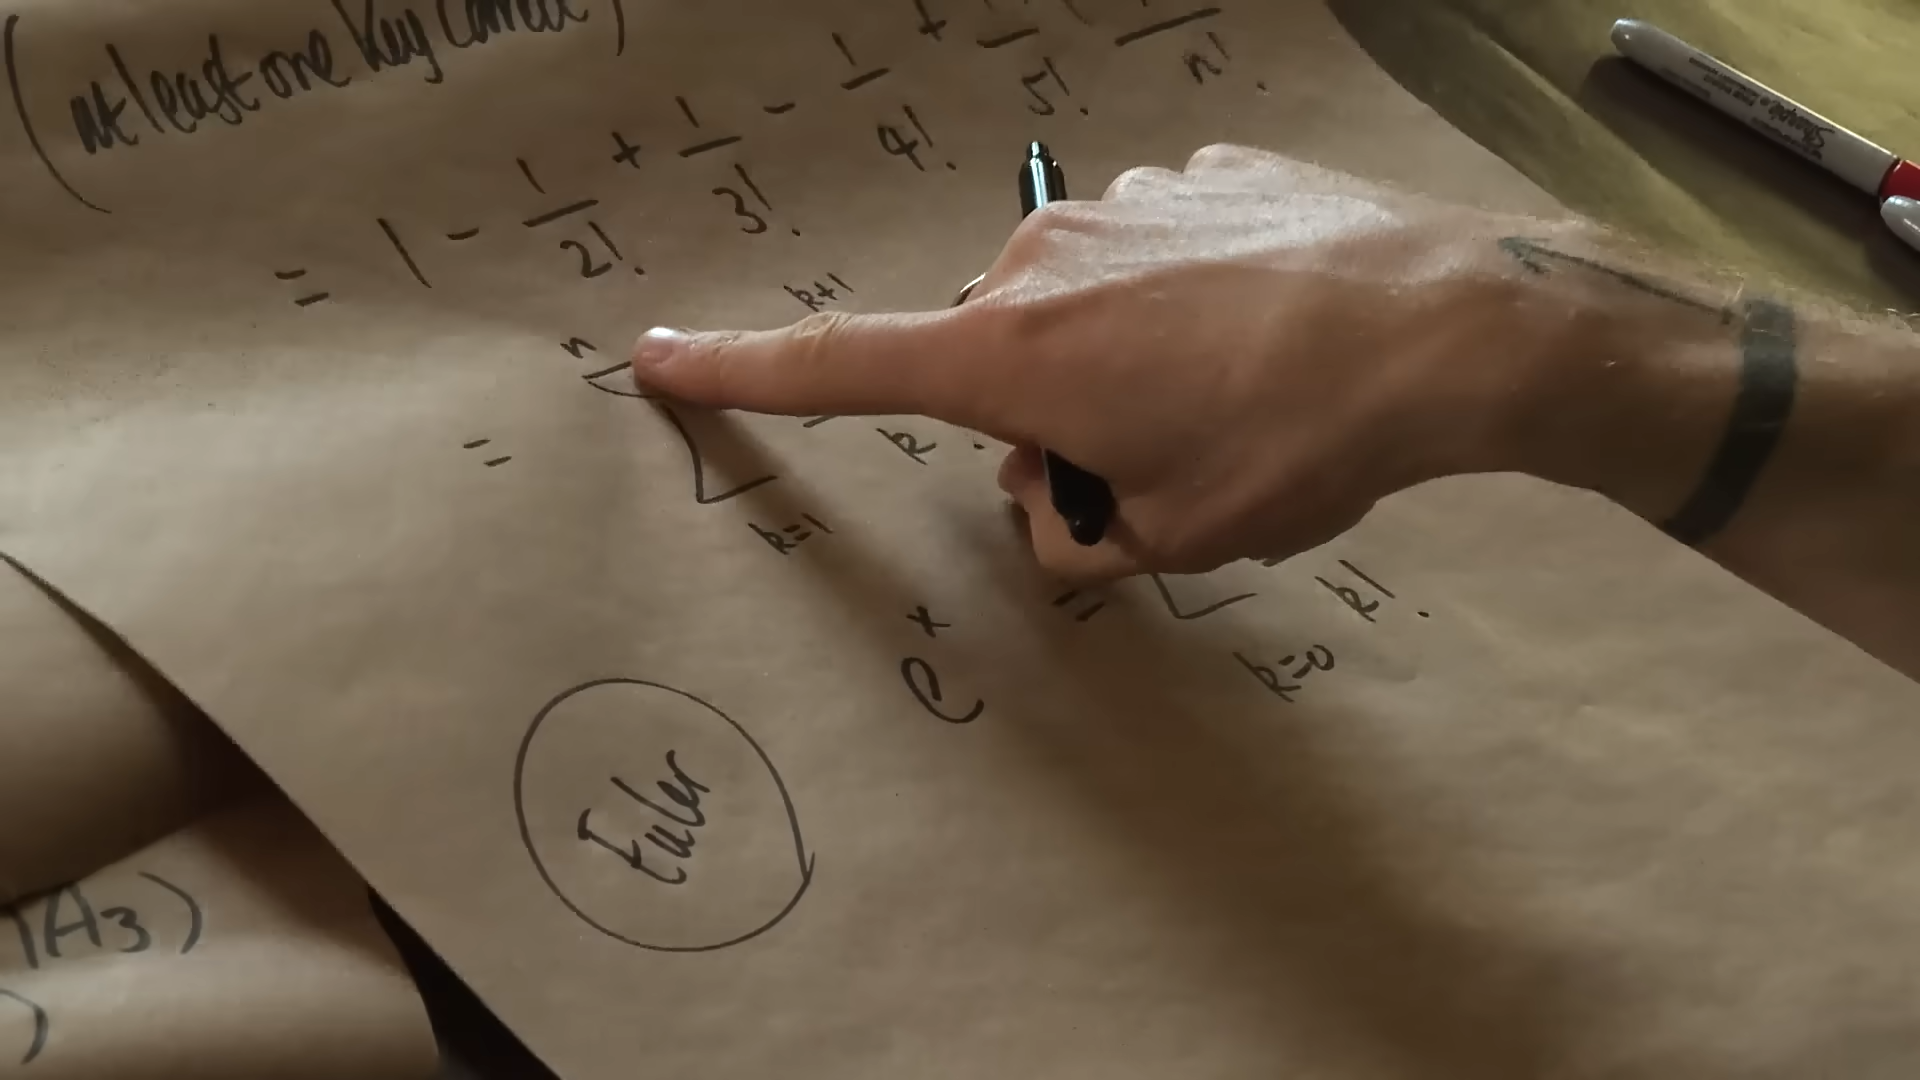 (at least one key correct)
= 1 - 1/2! + 1/3! - 1/4! + 1/5! 1/n!
= n Σ k=1 k+1 k
e^x = Σ k=0 k!
Euler
A3)
)
Sharpie